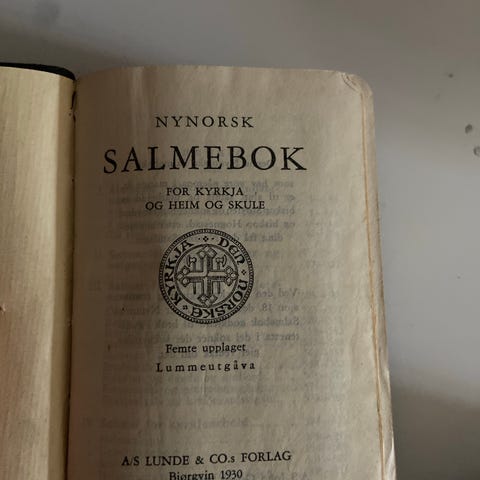 NYNORSK
SALMEBOK
FOR KYRKJA
OG HEIM OG SKULE
DEN NORSKE KYRKJA
Femte upplaget
Lummeutgåva
A/S LUNDE & CO.s FORLAG
Bjørgvin 1930